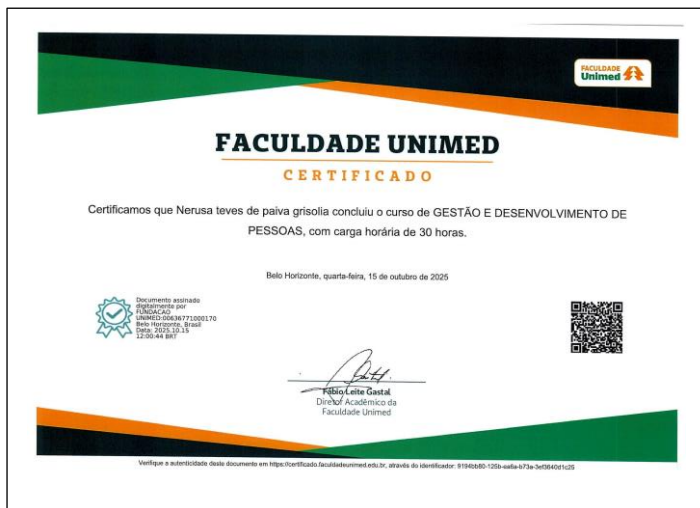 FACULDADE
Unimed
FACULDADE UNIMED
CERTIFICADO
Certificamos que Nerusa teves de paiva grisolia concluiu o curso de GESTÃO E DESENVOLVIMENTO DE
PESSOAS, com carga horária de 30 horas.
Belo Horizonte, quarta-feira, 15 de outubro de 2025
Documento assinado
digitalmente por
FUNDACAO
UNIMED:00636771000170
Belo Horizonte, Brasil
Data: 2025.10.15
12:00:44 BRT
Fábio Leite Gastal
Diretor Acadêmico da
Faculdade Unimed
Verifique a autenticidade deste documento em https://certificado.faculdadeunimed.edu.br, através do identificador: